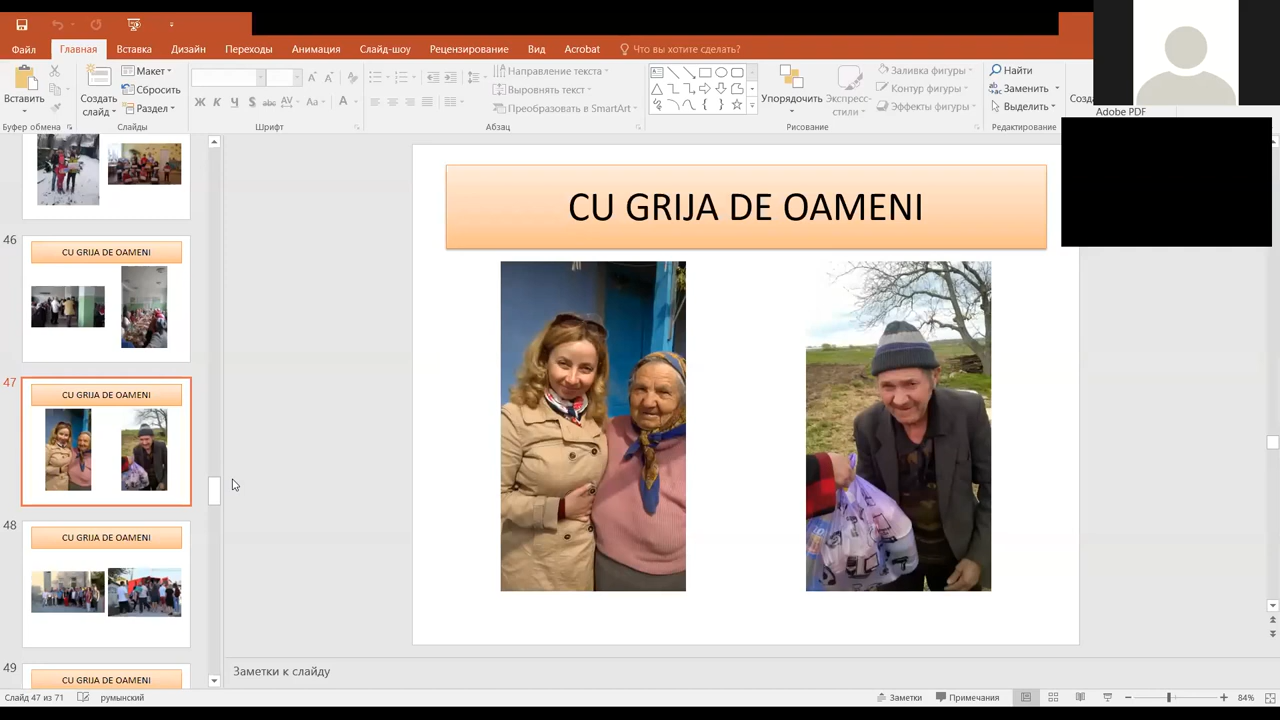 Файл Главная Вставка Дизайн Переходы Анимация Слайд-шоу Рецензирование Вид Acrobat Что вы хотите сделать?
Вставить
Создать слайд
Макет
Сбросить
Раздел
Ж К Ч S abc AV Aa A
Направление текста
Выровнять текст
Преобразовать в SmartArt
Упорядочить
Экспресс-стили
Заливка фигуры
Контур фигуры
Эффекты фигуры
Найти
Заменить
Выделить
Adobe PDF
Буфер обмена Слайды Шрифт Абзац Рисование Редактирование
46
CU GRIJA DE OAMENI
47
CU GRIJA DE OAMENI
48
CU GRIJA DE OAMENI
49
CU GRIJA DE OAMENI
CU GRIJA DE OAMENI
Заметки к слайду
Слайд 47 из 71 румынский Заметки Примечания 84%